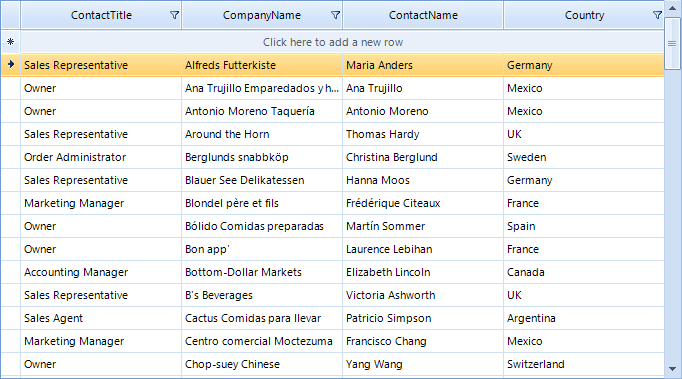 ContactTitle CompanyName ContactName Country
Click here to add a new row
Sales Representative Alfreds Futterkiste Maria Anders Germany
Owner Ana Trujillo Emparedados y h... Ana Trujillo Mexico
Owner Antonio Moreno Taquería Antonio Moreno Mexico
Sales Representative Around the Horn Thomas Hardy UK
Order Administrator Berglunds snabbköp Christina Berglund Sweden
Sales Representative Blauer See Delikatessen Hanna Moos Germany
Marketing Manager Blondel père et fils Frédérique Citeaux France
Owner Bólido Comidas preparadas Martín Sommer Spain
Owner Bon app' Laurence Lebihan France
Accounting Manager Bottom-Dollar Markets Elizabeth Lincoln Canada
Sales Representative B's Beverages Victoria Ashworth UK
Sales Agent Cactus Comidas para llevar Patricio Simpson Argentina
Marketing Manager Centro comercial Moctezuma Francisco Chang Mexico
Owner Chop-suey Chinese Yang Wang Switzerland